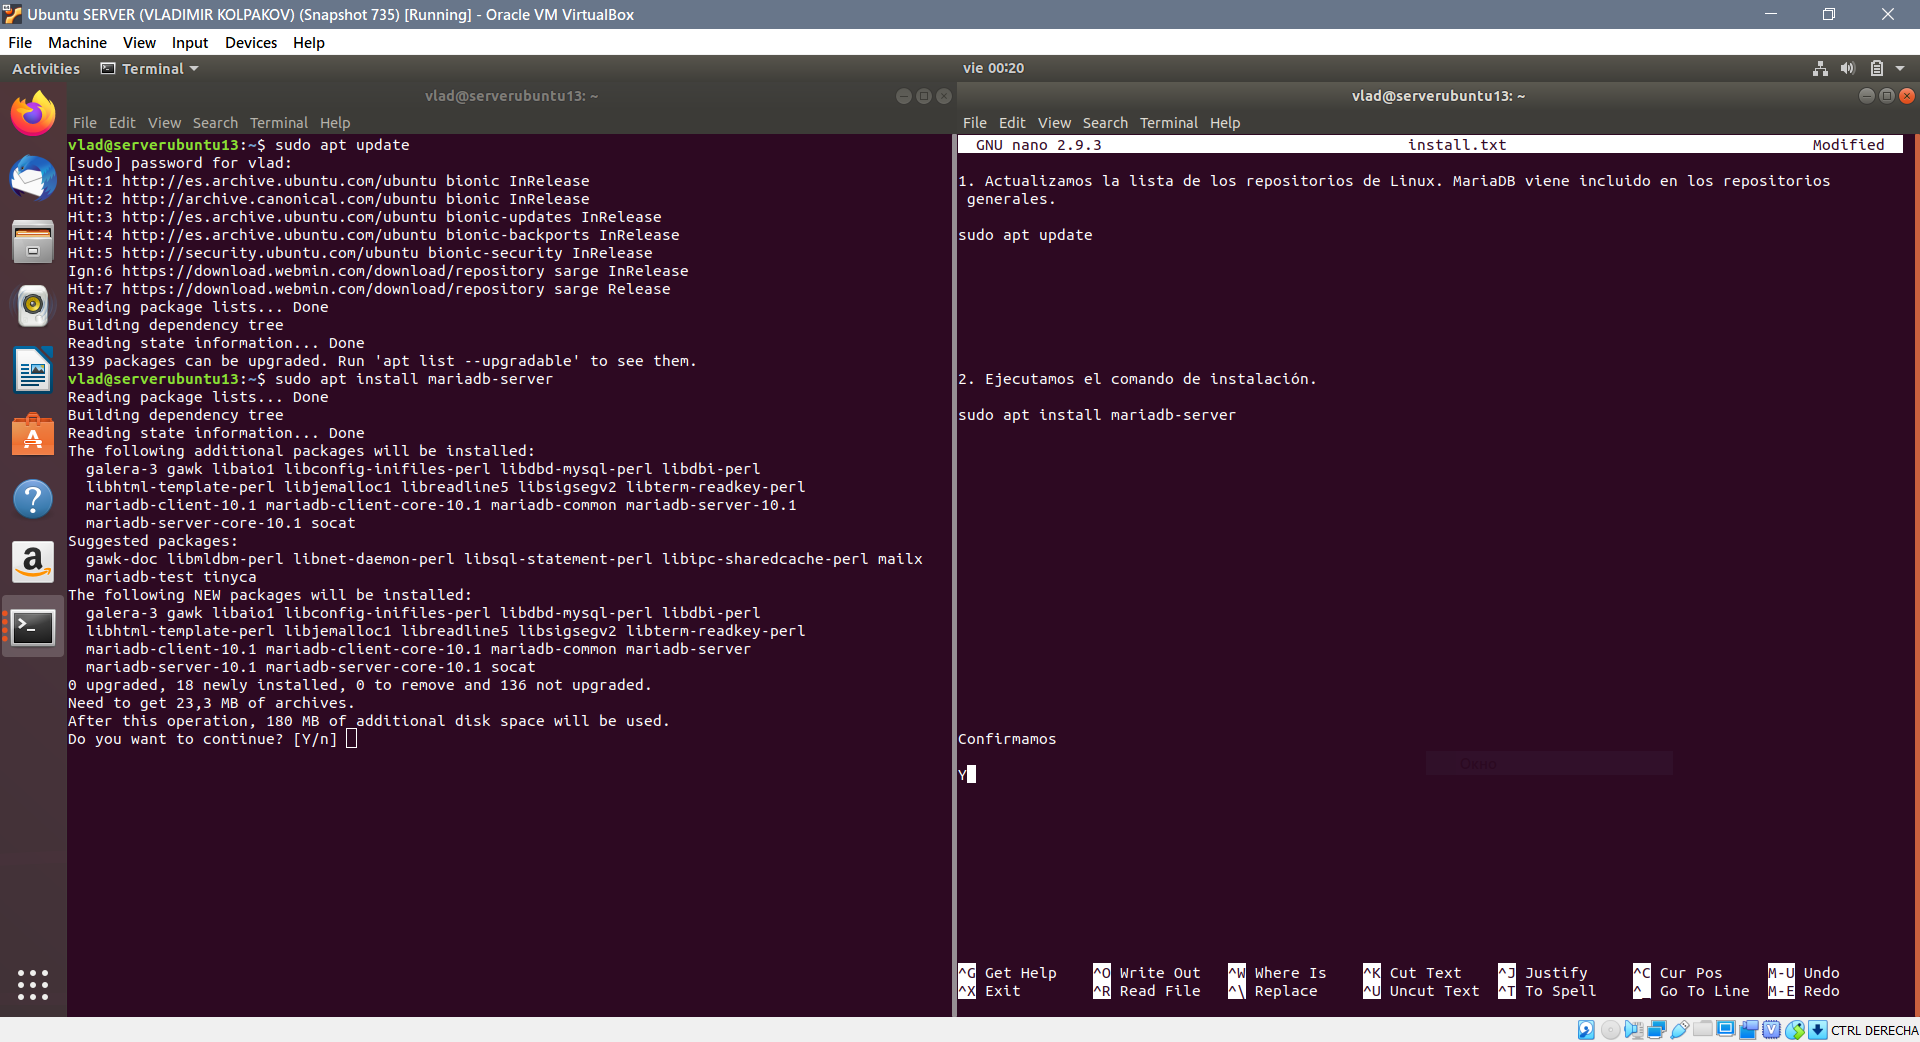 Ubuntu SERVER (VLADIMIR KOLPAKOV) (Snapshot 735) [Running] - Oracle VM VirtualBox
File Machine View Input Devices Help
Activities Terminal vie 00:20
vlad@serverubuntu13: ~
File Edit View Search Terminal Help
vlad@serverubuntu13:~$ sudo apt update
[sudo] password for vlad:
Hit:1 http://es.archive.ubuntu.com/ubuntu bionic InRelease
Hit:2 http://archive.canonical.com/ubuntu bionic InRelease
Hit:3 http://es.archive.ubuntu.com/ubuntu bionic-updates InRelease
Hit:4 http://es.archive.ubuntu.com/ubuntu bionic-backports InRelease
Hit:5 http://security.ubuntu.com/ubuntu bionic-security InRelease
Ign:6 https://download.webmin.com/download/repository sarge InRelease
Hit:7 https://download.webmin.com/download/repository sarge Release
Reading package lists... Done
Building dependency tree
Reading state information... Done
139 packages can be upgraded. Run 'apt list --upgradable' to see them.
vlad@serverubuntu13:~$ sudo apt install mariadb-server
Reading package lists... Done
Building dependency tree
Reading state information... Done
The following additional packages will be installed:
galera-3 gawk libaio1 libconfig-inifiles-perl libdbd-mysql-perl libdbi-perl
libhtml-template-perl libjemalloc1 libreadline5 libsigsegv2 libterm-readkey-perl
mariadb-client-10.1 mariadb-client-core-10.1 mariadb-common mariadb-server-10.1
mariadb-server-core-10.1 socat
Suggested packages:
gawk-doc libmldbm-perl libnet-daemon-perl libsql-statement-perl libipc-sharedcache-perl mailx
mariadb-test tinyca
The following NEW packages will be installed:
galera-3 gawk libaio1 libconfig-inifiles-perl libdbd-mysql-perl libdbi-perl
libhtml-template-perl libjemalloc1 libreadline5 libsigsegv2 libterm-readkey-perl
mariadb-client-10.1 mariadb-client-core-10.1 mariadb-common mariadb-server
mariadb-server-10.1 mariadb-server-core-10.1 socat
0 upgraded, 18 newly installed, 0 to remove and 136 not upgraded.
Need to get 23,3 MB of archives.
After this operation, 180 MB of additional disk space will be used.
Do you want to continue? [Y/n]
vlad@serverubuntu13: ~
File Edit View Search Terminal Help
GNU nano 2.9.3 install.txt Modified
1. Actualizamos la lista de los repositorios de Linux. MariaDB viene incluido en los repositorios
generales.
sudo apt update
2. Ejecutamos el comando de instalación.
sudo apt install mariadb-server
Confirmamos
Окно
Y
^G Get Help ^O Write Out ^W Where Is ^K Cut Text ^J Justify ^C Cur Pos M-U Undo
^X Exit ^R Read File ^\ Replace ^U Uncut Text ^T To Spell ^_ Go To Line M-E Redo
CTRL DERECHA